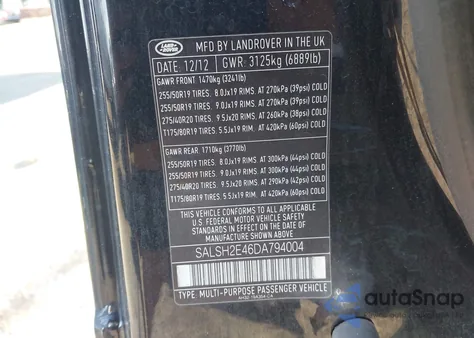 LAND ROVER
MFD BY LANDROVER IN THE UK
DATE: 12/12 GWR: 3125kg (6889lb)
GAWR FRONT 1470kg (3241lb)
255/50R19 TIRES. 8.0Jx19 RIMS. AT 270kPa (39psi) COLD
255/50R19 TIRES. 9.0Jx19 RIMS. AT 270kPa (39psi) COLD
275/40R20 TIRES. 9.5Jx20 RIMS. AT 260kPa (38psi) COLD
T175/80R19 TIRES. 5.5Jx19 RIM. AT 420kPa (60psi) COLD
GAWR REAR 1710kg (3770lb)
255/50R19 TIRES. 8.0Jx19 RIMS. AT 300kPa (44psi) COLD
255/50R19 TIRES. 9.0Jx19 RIMS. AT 300kPa (44psi) COLD
275/40R20 TIRES. 9.5Jx20 RIMS. AT 290kPa (42psi) COLD
T175/80R19 TIRES. 5.5Jx19 RIM. AT 420kPa (60psi) COLD
THIS VEHICLE CONFORMS TO ALL APPLICABLE
U.S. FEDERAL MOTOR VEHICLE SAFETY
AND THEFT PREVENTION STANDARDS IN
EFFECT ON THE DATE OF
MANUFACTURE SHOWN ABOVE.
SALSH2E46DA794004
TYPE: MULTI-PURPOSE PASSENGER VEHICLE
autoSnap